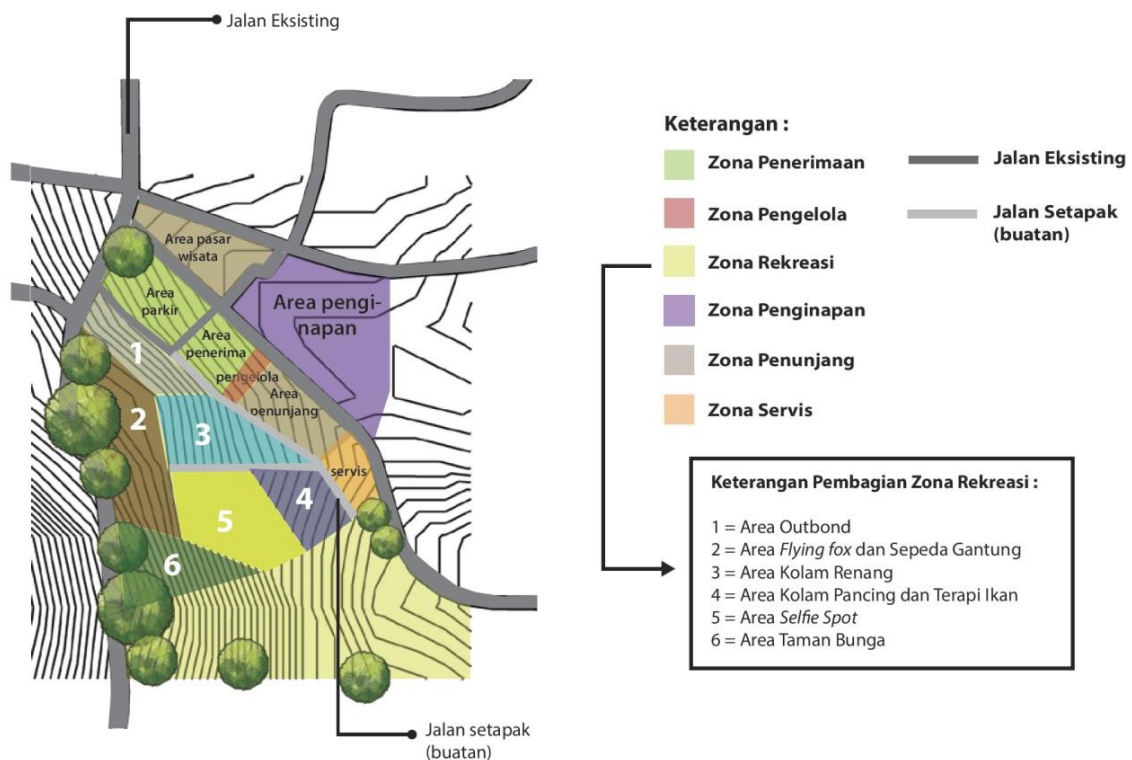 Jalan Eksisting
Area pasar
wisata
Area
parkir
Area
penerima
pengelola
Area
penunjang
Area pengi-
napan
servis
1
2
3
4
5
6
Jalan setapak
(buatan)
Keterangan :
Zona Penerimaan
Zona Pengelola
Zona Rekreasi
Zona Penginapan
Zona Penunjang
Zona Servis
Jalan Eksisting
Jalan Setapak
(buatan)
Keterangan Pembagian Zona Rekreasi :
1 = Area Outbond
2 = Area Flying fox dan Sepeda Gantung
3 = Area Kolam Renang
4 = Area Kolam Pancing dan Terapi Ikan
5 = Area Selfie Spot
6 = Area Taman Bunga